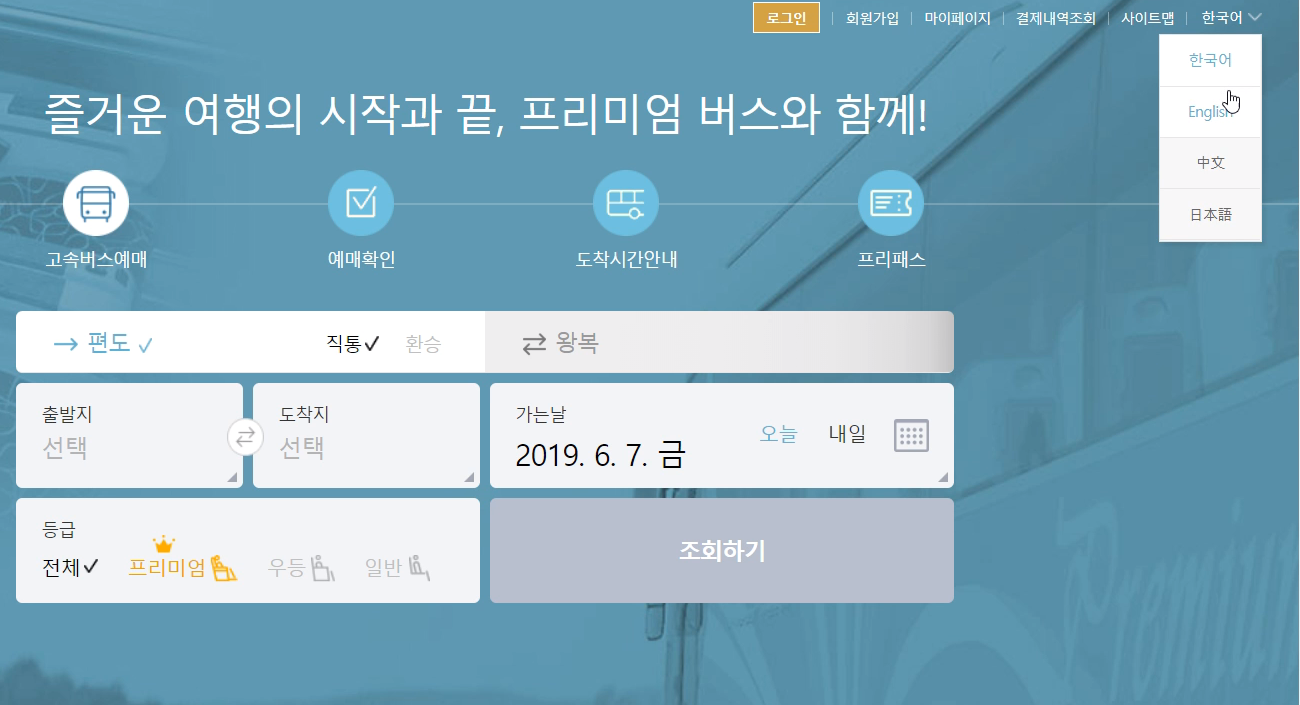 로그인 회원가입 마이페이지 결제내역조회 사이트맵 한국어
한국어
English
中文
日本語
즐거운 여행의 시작과 끝, 프리미엄 버스와 함께!
고속버스예매 예매확인 도착시간안내 프리패스
편도 직통 환승 왕복
출발지
선택
도착지
선택
가는날
2019. 6. 7. 금
오늘 내일
등급
전체 프리미엄 우등 일반
조회하기
Premium